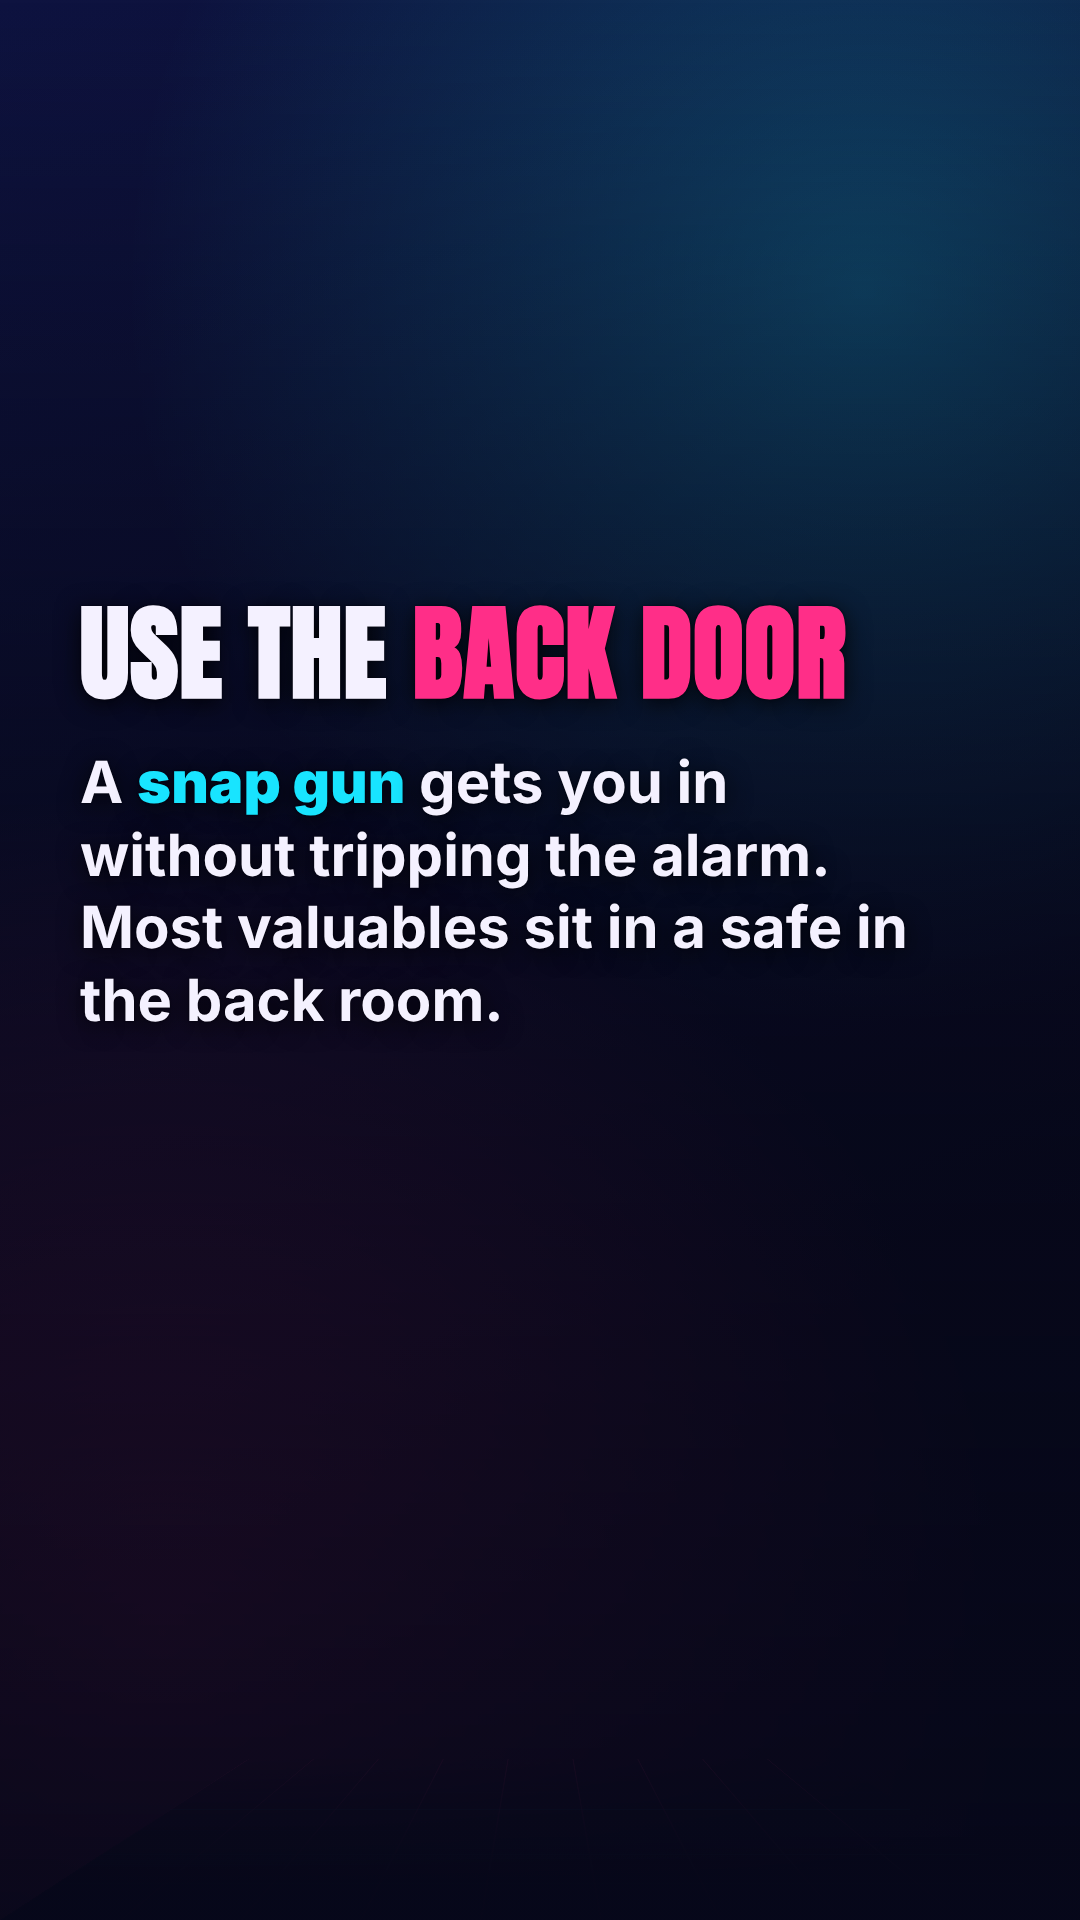 USE THE BACK DOOR
A snap gun gets you in
without tripping the alarm.
Most valuables sit in a safe in
the back room.